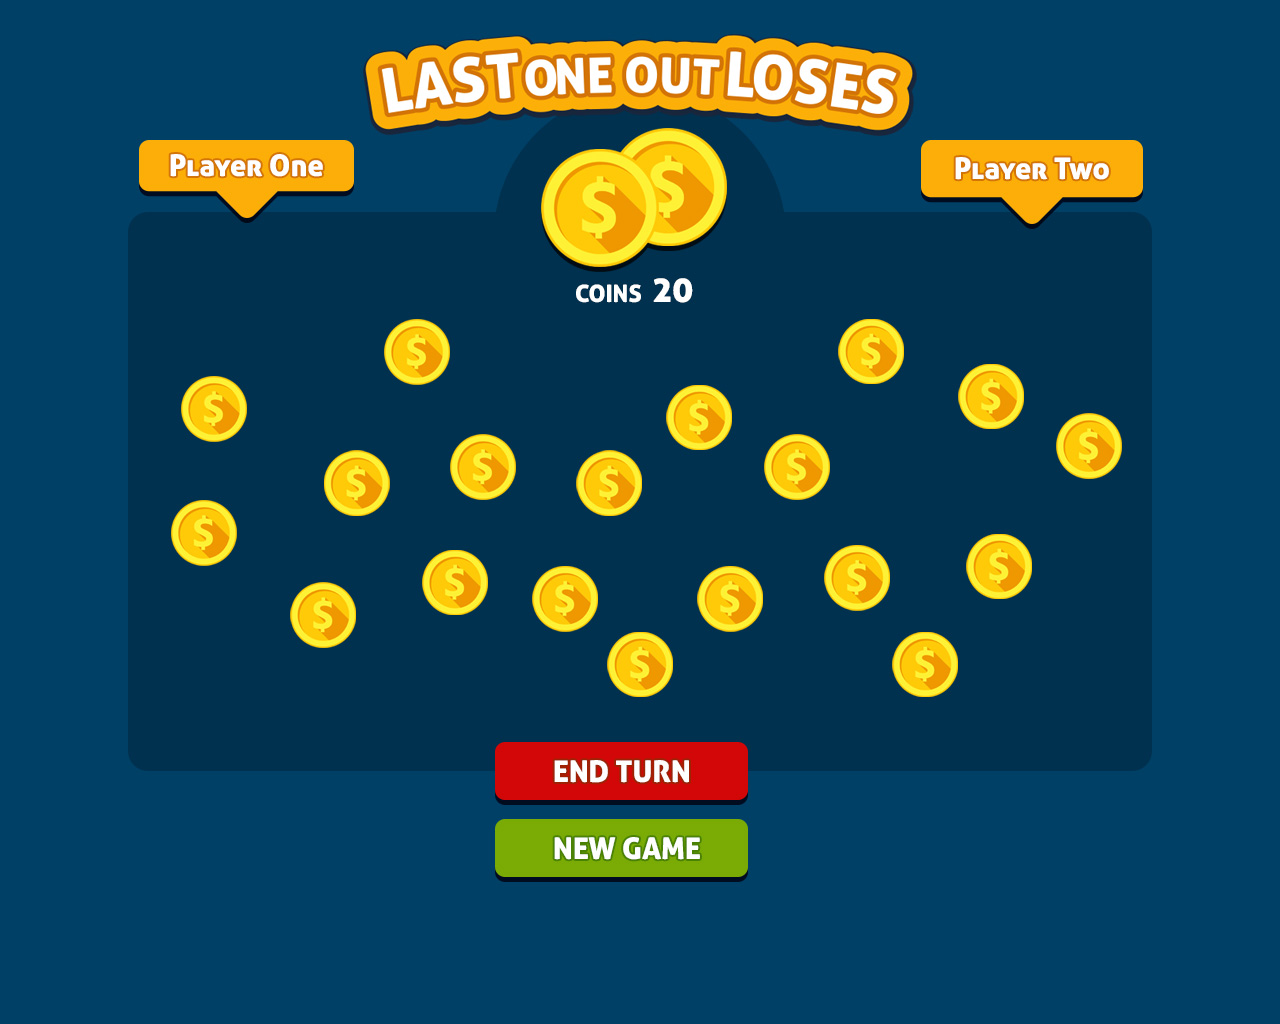 LAST ONE OUT LOSES
Player One
Player Two
COINS 20
END TURN
NEW GAME